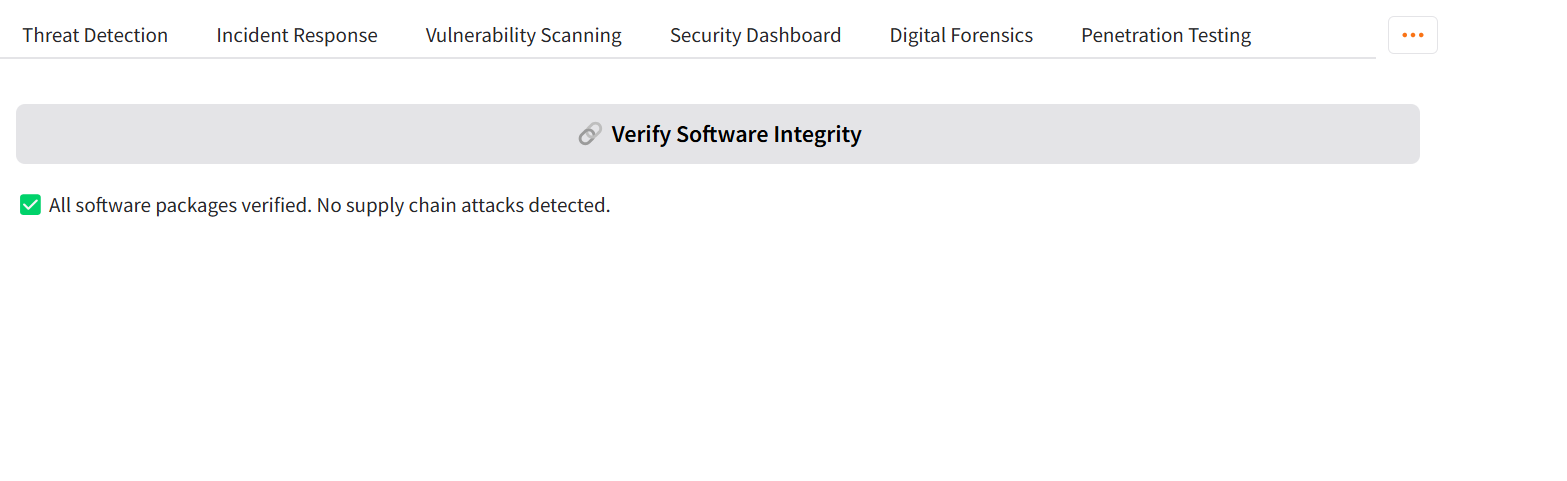 Threat Detection Incident Response Vulnerability Scanning Security Dashboard Digital Forensics Penetration Testing ...
🔗 Verify Software Integrity
✅ All software packages verified. No supply chain attacks detected.